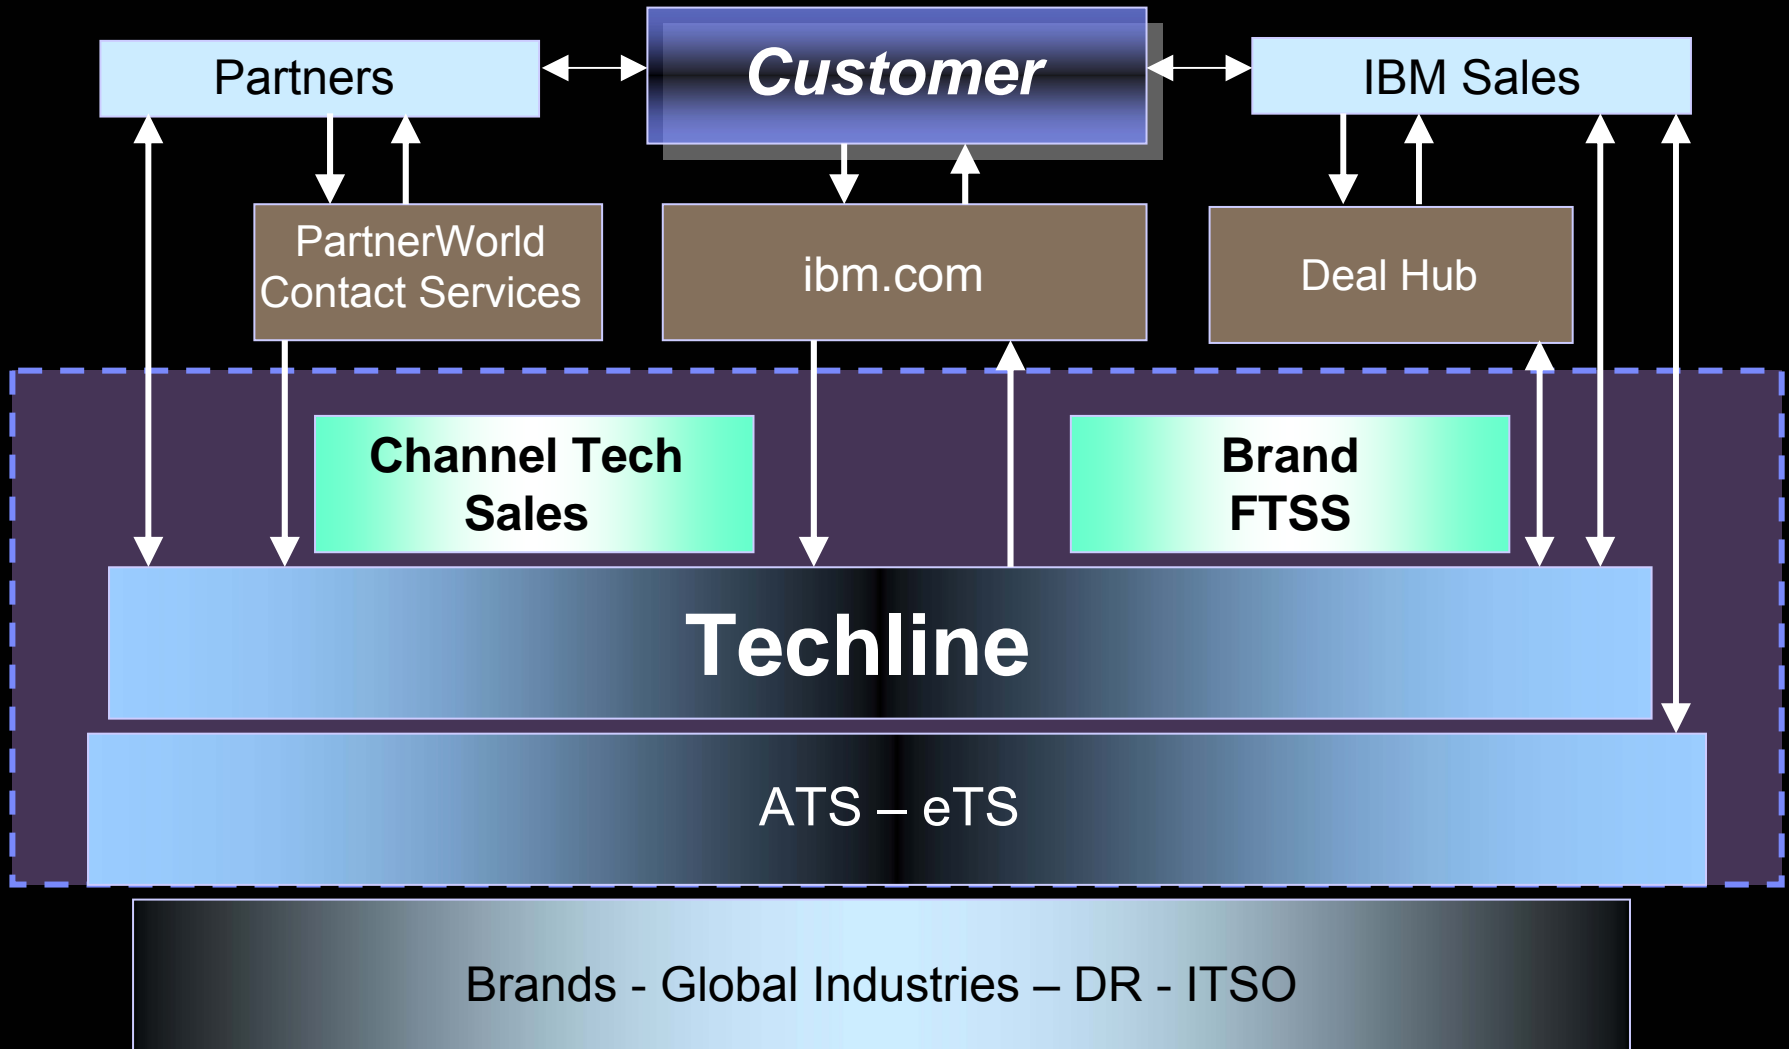 Partners
Customer
IBM Sales
PartnerWorld
Contact Services
ibm.com
Deal Hub
Channel Tech
Sales
Brand
FTSS
Techline
ATS – eTS
Brands - Global Industries – DR - ITSO